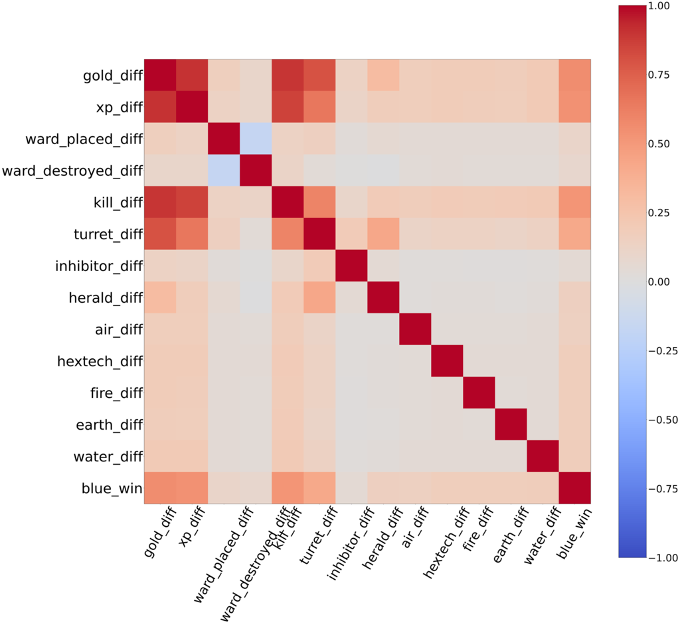 gold_diff
xp_diff
ward_placed_diff
ward_destroyed_diff
kill_diff
turret_diff
inhibitor_diff
herald_diff
air_diff
hextech_diff
fire_diff
earth_diff
water_diff
blue_win
gold_diff
xp_diff
ward_placed_diff
ward_destroyed_diff
kill_diff
turret_diff
inhibitor_diff
herald_diff
air_diff
hextech_diff
fire_diff
earth_diff
water_diff
blue_win
1.00
0.75
0.50
0.25
0.00
−0.25
−0.50
−0.75
−1.00